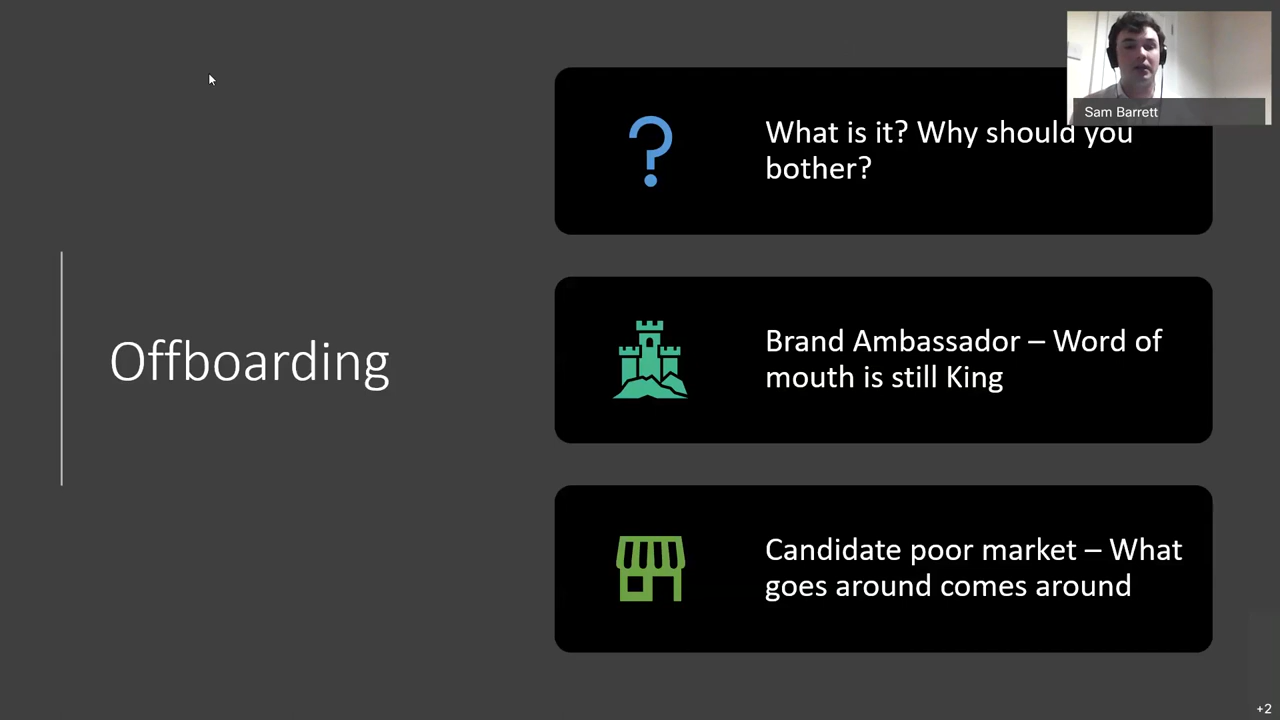 Sam Barrett
What is it? Why should you
bother?
Offboarding
Brand Ambassador – Word of
mouth is still King
Candidate poor market – What
goes around comes around
+2